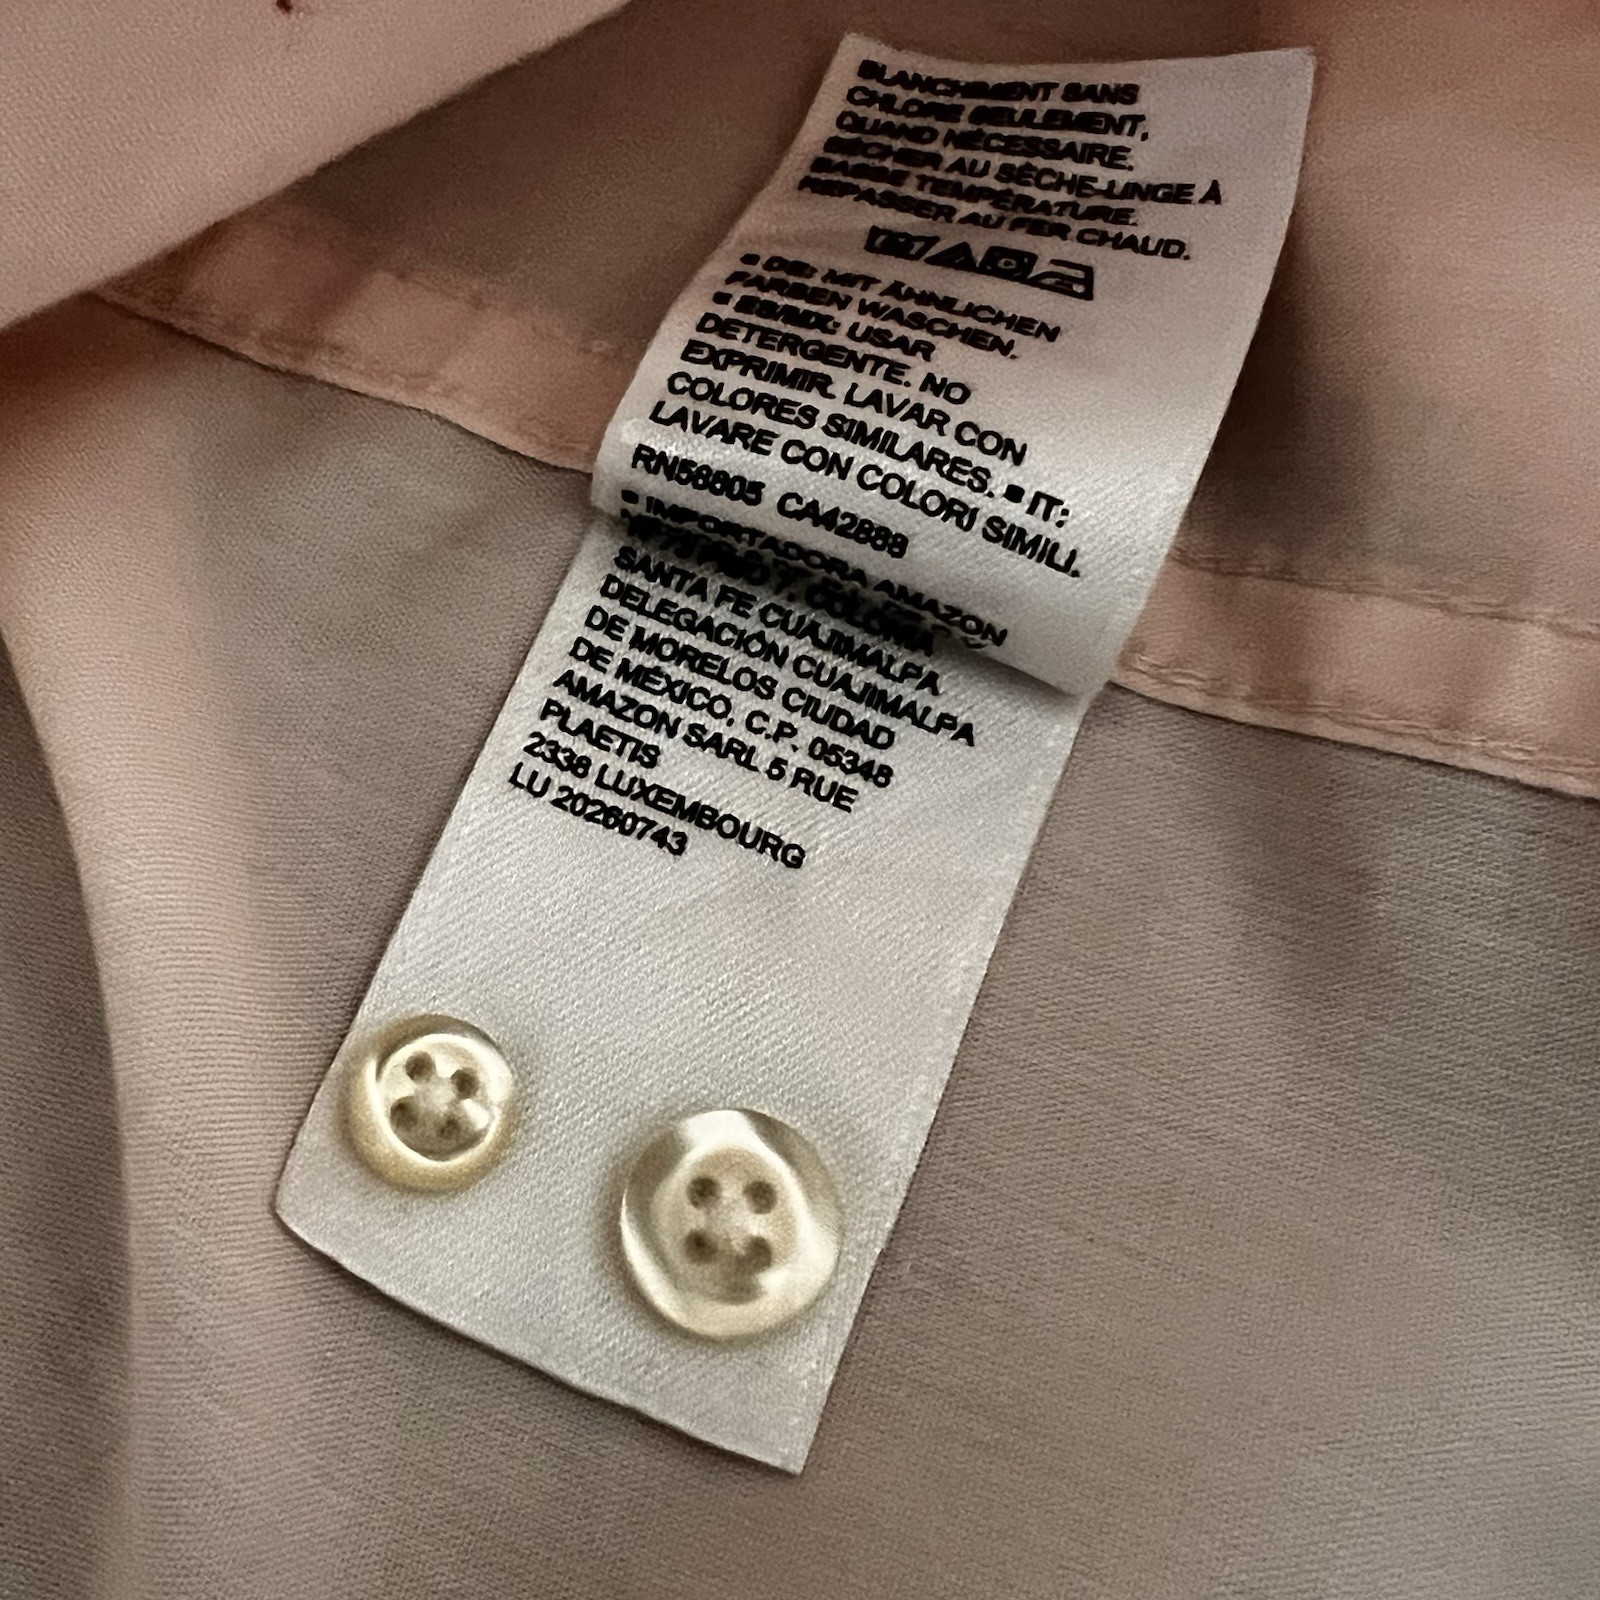 BLANCHIMENT SANS
CHLORE SEULEMENT,
QUAND NÉCESSAIRE.
SÉCHER AU SÈCHE-LINGE À
BASSE TEMPÉRATURE.
REPASSER AU FER CHAUD.
▪ DE: MIT ÄHNLICHEN
FARBEN WASCHEN.
▪ ES/MX: USAR
DETERGENTE. NO
EXPRIMIR. LAVAR CON
COLORES SIMILARES. ▪ IT:
LAVARE CON COLORI SIMILI.
RN56805 CA42888
▪ IMPORTADORA AMAZON
7, COLONIA
SANTA FE CUAJIMALPA
DELEGACIÓN CUAJIMALPA
DE MORELOS CIUDAD
DE MÉXICO, C.P. 05348
AMAZON SARL 5 RUE
PLAETIS
2338 LUXEMBOURG
LU 20260743